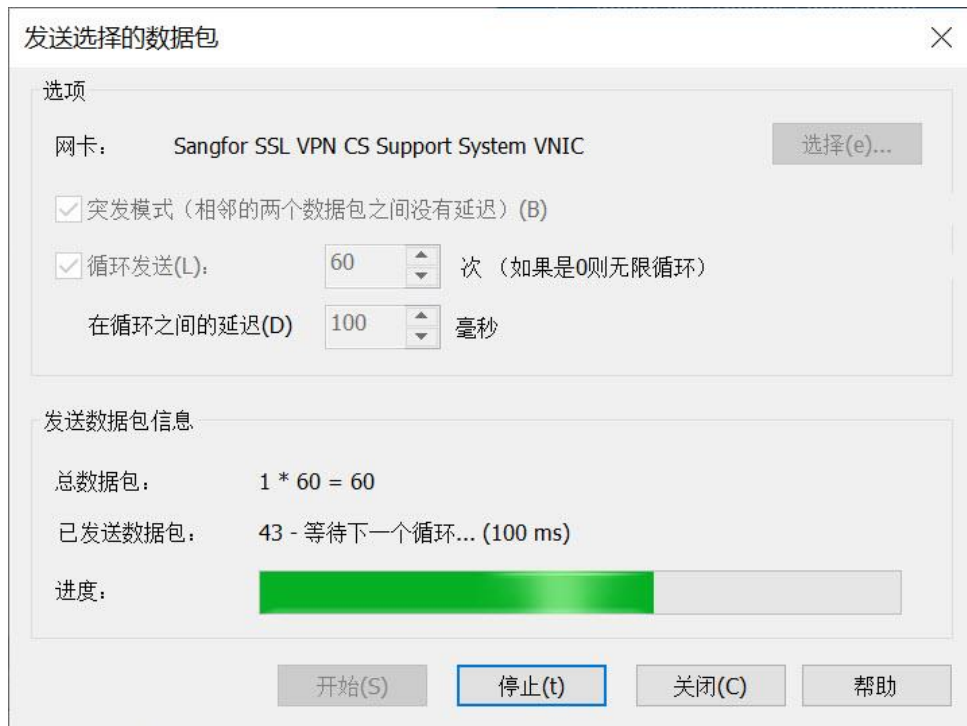 发送选择的数据包
选项
网卡： Sangfor SSL VPN CS Support System VNIC 选择(e)...
突发模式（相邻的两个数据包之间没有延迟）(B)
循环发送(L)： 60 次 （如果是0则无限循环）
在循环之间的延迟(D) 100 毫秒
发送数据包信息
总数据包： 1 * 60 = 60
已发送数据包： 43 - 等待下一个循环... (100 ms)
进度：
开始(S) 停止(t) 关闭(C) 帮助